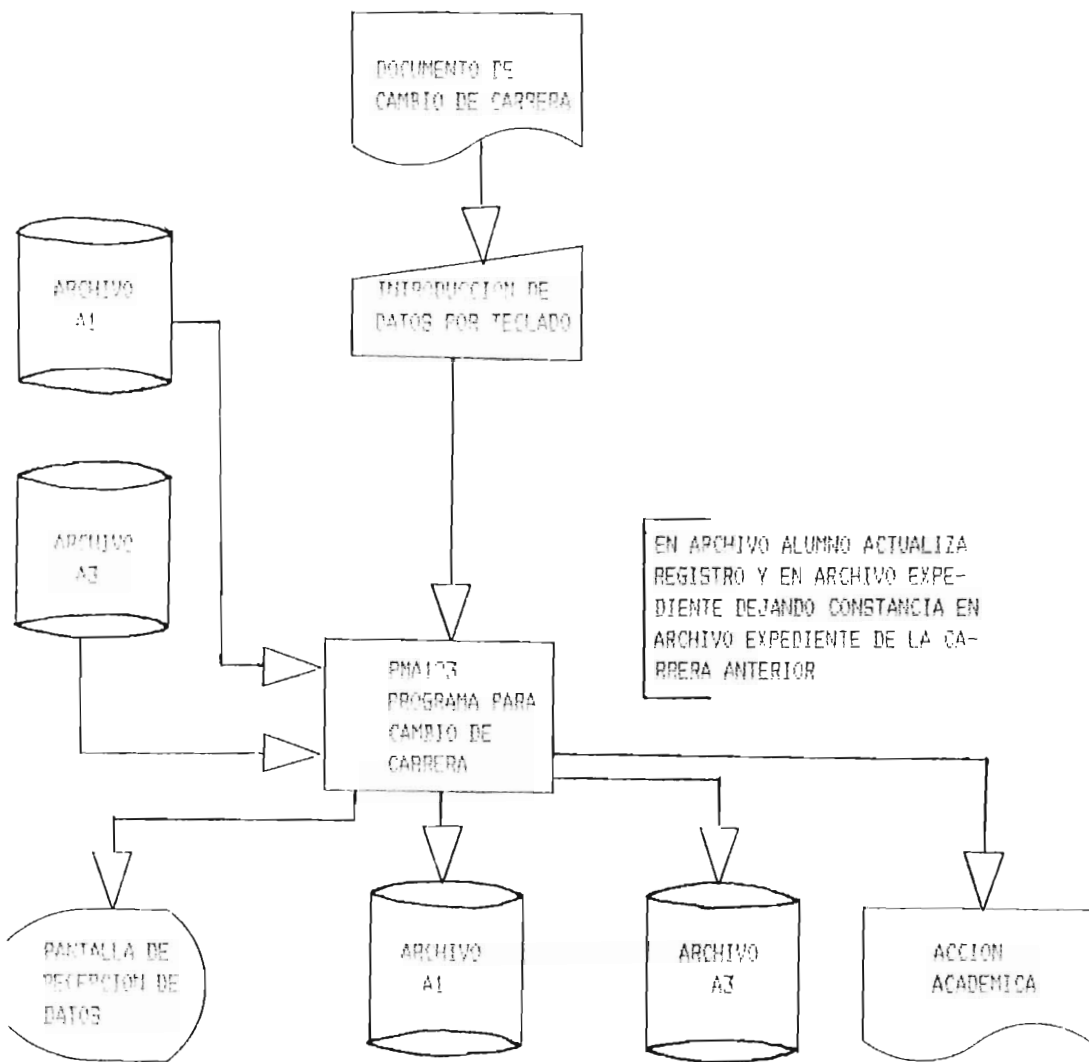 DOCUMENTO DE
CAMBIO DE CARRERA
ARCHIVO
A1
INTRODUCCION DE
DATOS POR TECLADO
ARCHIVO
A3
EN ARCHIVO ALUMNO ACTUALIZA
REGISTRO Y EN ARCHIVO EXPE-
DIENTE DEJANDO CONSTANCIA EN
ARCHIVO EXPEDIENTE DE LA CA-
RRERA ANTERIOR
PROGRAMA PARA
CAMBIO DE
CARRERA
PANTALLA DE
RECEPCION DE
DATOS
ARCHIVO
A1
ARCHIVO
A3
ACCION
ACADEMICA